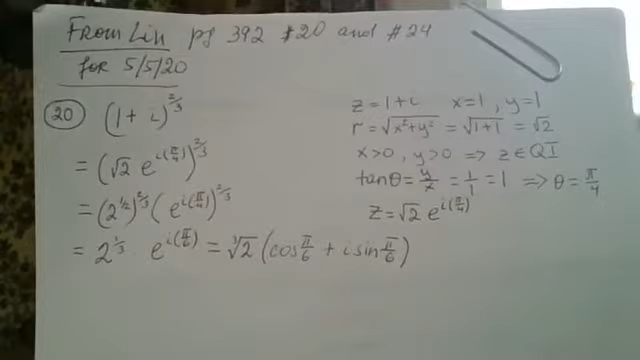 From Lin pg 392 #20 and #24
for 5/5/20
20 (1 + i)^2/3
= (√2 e^i(π/4))^2/3
= (2^1/2)^2/3 (e^i(π/4))^2/3
= 2^1/3 e^i(π/6) = ∛2 (cos π/6 + i sin π/6)
z = 1 + i x=1, y=1
r = √x²+y² = √1+1 = √2
x>0, y>0 => z ∈ QI
tanθ = y/x = 1/1 = 1 => θ = π/4
z = √2 e^i(π/4)